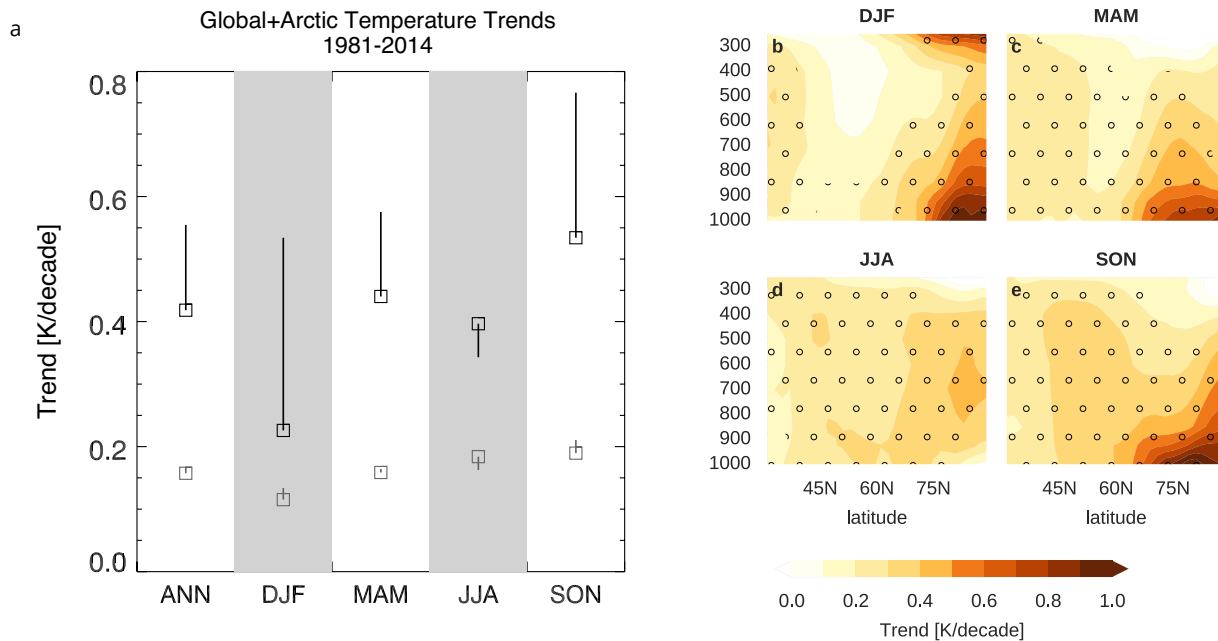 a
Global+Arctic Temperature Trends
1981-2014
Trend [K/decade]
0.8
0.6
0.4
0.2
0.0
ANN DJF MAM JJA SON
DJF MAM
b c
300
400
500
600
700
800
900
1000
JJA SON
d e
300
400
500
600
700
800
900
1000
45N 60N 75N 45N 60N 75N
latitude latitude
0.0 0.2 0.4 0.6 0.8 1.0
Trend [K/decade]